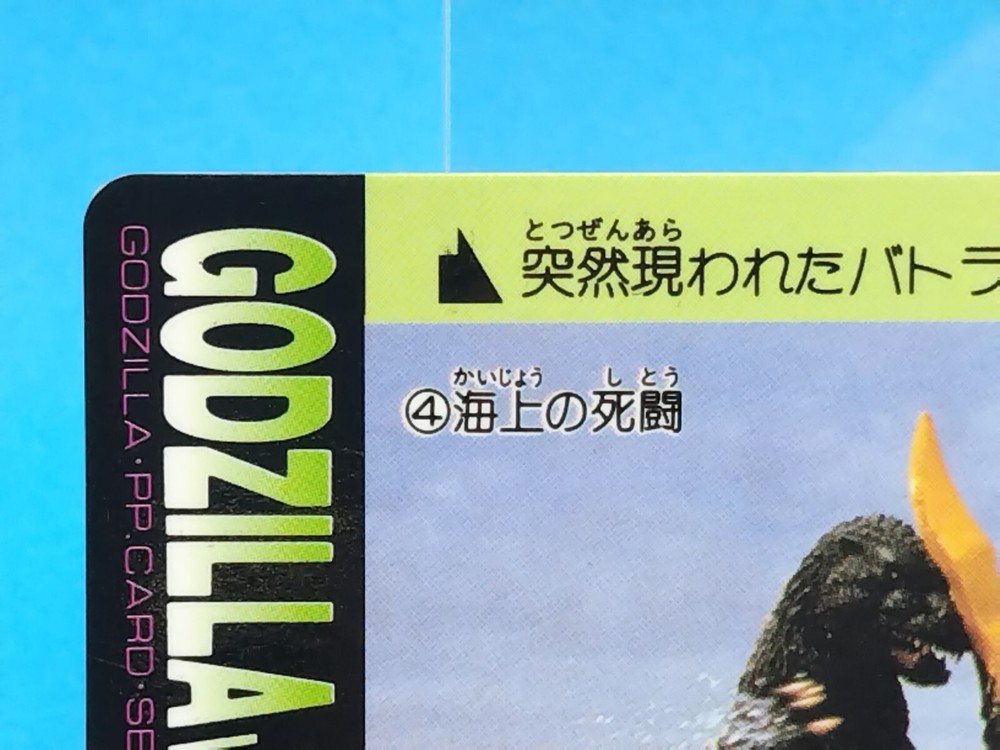 とつぜんあら
突然現われたバトラ
かいじょう しとう
④海上の死闘
GODZILLA
GODZILLA・PP.CARD・SE